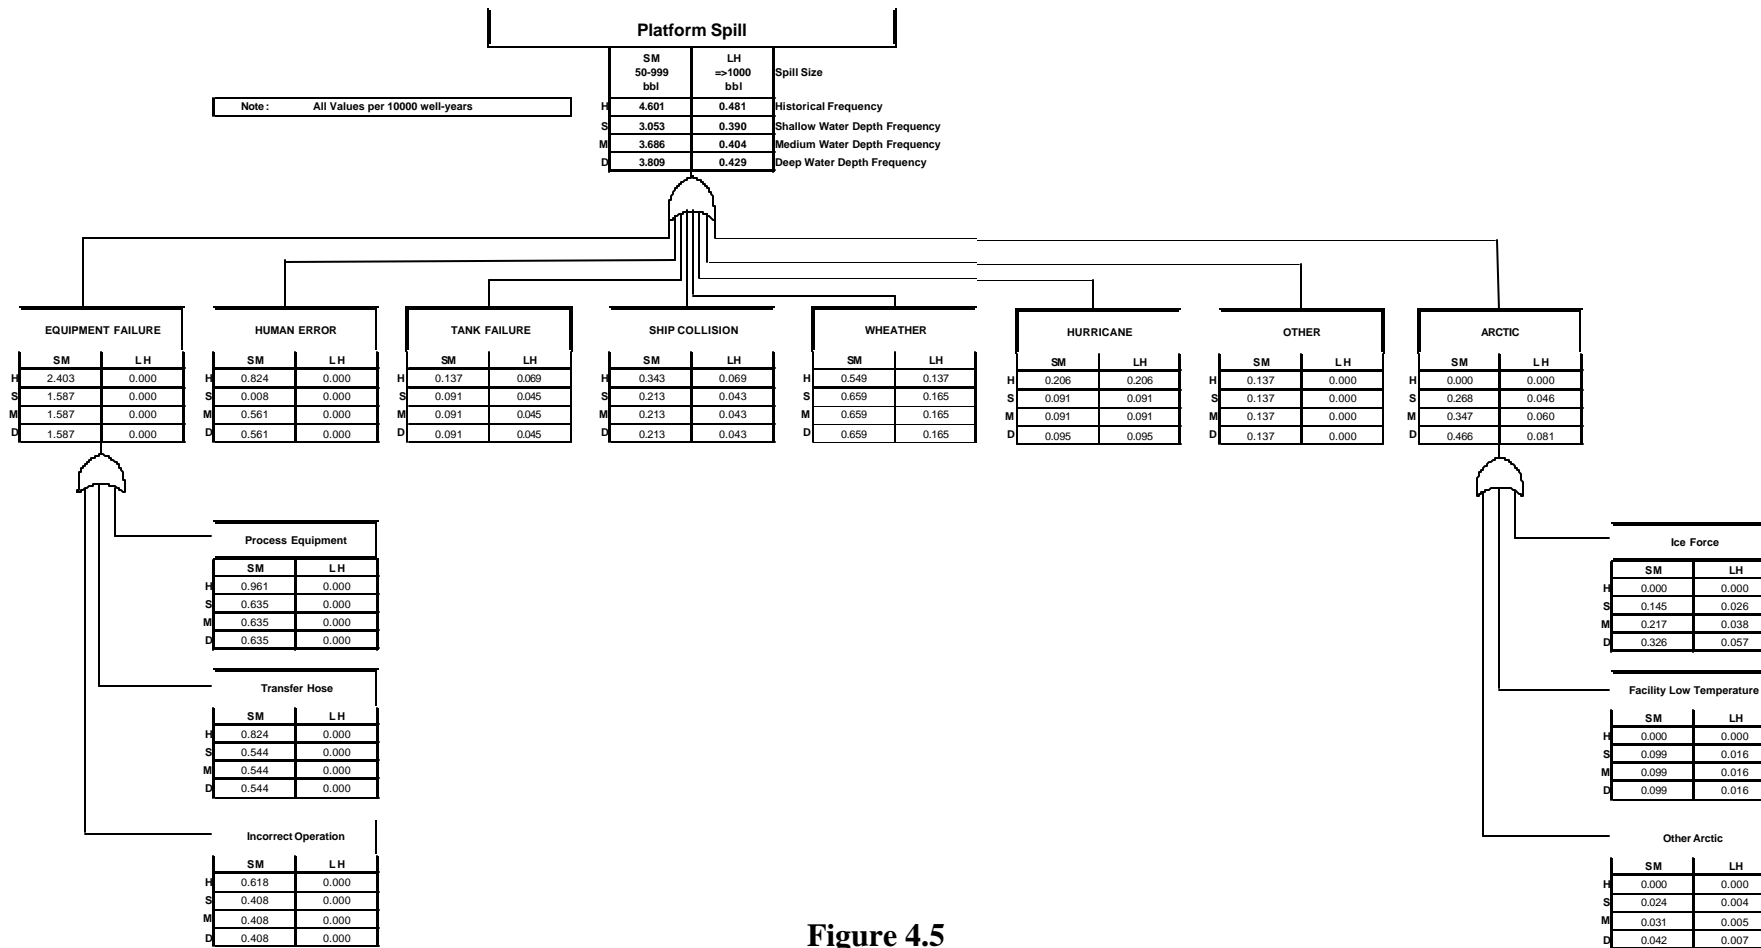 Platform Spill
SM LH
50-999 =>1000 Spill Size
bbl bbl
Note: All Values per 10000 well-years
H 4.601 0.481 Historical Frequency
S 3.053 0.390 Shallow Water Depth Frequency
M 3.686 0.404 Medium Water Depth Frequency
D 3.809 0.429 Deep Water Depth Frequency
EQUIPMENT FAILURE
SM LH
H 2.403 0.000
S 1.587 0.000
M 1.587 0.000
D 1.587 0.000
HUMAN ERROR
SM LH
H 0.824 0.000
S 0.008 0.000
M 0.561 0.000
D 0.561 0.000
TANK FAILURE
SM LH
H 0.137 0.069
S 0.091 0.045
M 0.091 0.045
D 0.091 0.045
SHIP COLLISION
SM LH
H 0.343 0.069
S 0.213 0.043
M 0.213 0.043
D 0.213 0.043
WHEATHER
SM LH
H 0.549 0.137
S 0.659 0.165
M 0.659 0.165
D 0.659 0.165
HURRICANE
SM LH
H 0.206 0.206
S 0.091 0.091
M 0.091 0.091
D 0.095 0.095
OTHER
SM LH
H 0.137 0.000
S 0.137 0.000
M 0.137 0.000
D 0.137 0.000
ARCTIC
SM LH
H 0.000 0.000
S 0.268 0.046
M 0.347 0.060
D 0.466 0.081
Process Equipment
SM LH
H 0.961 0.000
S 0.635 0.000
M 0.635 0.000
D 0.635 0.000
Transfer Hose
SM LH
H 0.824 0.000
S 0.544 0.000
M 0.544 0.000
D 0.544 0.000
Incorrect Operation
SM LH
H 0.618 0.000
S 0.408 0.000
M 0.408 0.000
D 0.408 0.000
Ice Force
SM LH
H 0.000 0.000
S 0.145 0.026
M 0.217 0.038
D 0.326 0.057
Facility Low Temperature
SM LH
H 0.000 0.000
S 0.099 0.016
M 0.099 0.016
D 0.099 0.016
Other Arctic
SM LH
H 0.000 0.000
S 0.024 0.004
M 0.031 0.005
D 0.042 0.007
Figure 4.5